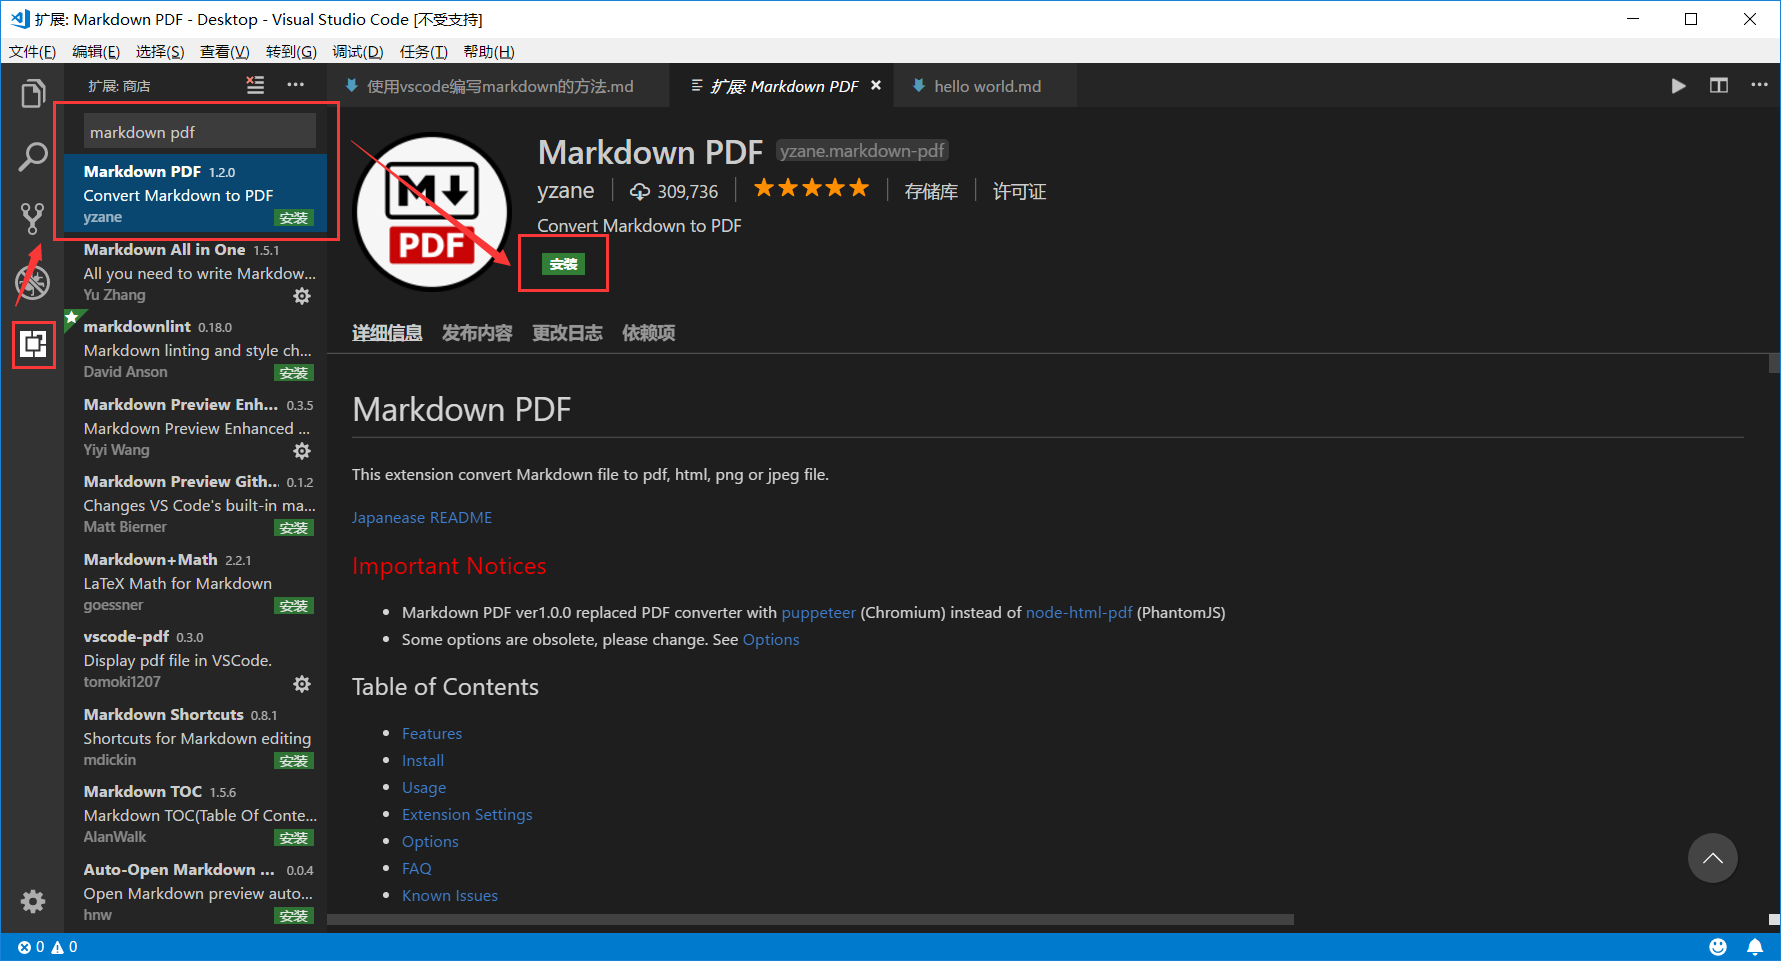 扩展: Markdown PDF - Desktop - Visual Studio Code [不受支持]
文件(F) 编辑(E) 选择(S) 查看(V) 转到(G) 调试(D) 任务(T) 帮助(H)
扩展: 商店
使用vscode编写markdown的方法.md
扩展: Markdown PDF
hello world.md
markdown pdf
Markdown PDF 1.2.0
Convert Markdown to PDF
yzane 安装
Markdown All in One 1.5.1
All you need to write Markdow...
Yu Zhang
markdownlint 0.18.0
Markdown linting and style ch...
David Anson 安装
Markdown Preview Enh... 0.3.5
Markdown Preview Enhanced ...
Yiyi Wang
Markdown Preview Gith... 0.1.2
Changes VS Code's built-in ma...
Matt Bierner 安装
Markdown+Math 2.2.1
LaTeX Math for Markdown
goessner 安装
vscode-pdf 0.3.0
Display pdf file in VSCode.
tomoki1207
Markdown Shortcuts 0.8.1
Shortcuts for Markdown editing
mdickin 安装
Markdown TOC 1.5.6
Markdown TOC(Table Of Conte...
AlanWalk 安装
Auto-Open Markdown ... 0.0.4
Open Markdown preview auto...
hnw 安装
M
PDF
Markdown PDF yzane.markdown-pdf
yzane 309,736 存储库 许可证
Convert Markdown to PDF
安装
详细信息 发布内容 更改日志 依赖项
Markdown PDF
This extension convert Markdown file to pdf, html, png or jpeg file.
Japanease README
Important Notices
Markdown PDF ver1.0.0 replaced PDF converter with puppeteer (Chromium) instead of node-html-pdf (PhantomJS)
Some options are obsolete, please change. See Options
Table of Contents
Features
Install
Usage
Extension Settings
Options
FAQ
Known Issues
0 0